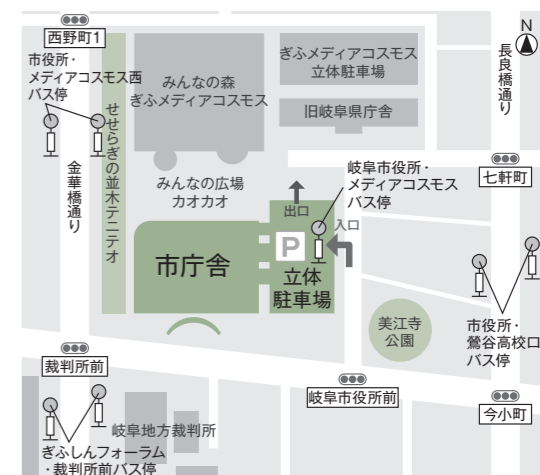 西野町1
市役所・
メディアコスモス西
バス停
せせらぎの並木テニテオ
金華橋通り
みんなの森
ぎふメディアコスモス
ぎふメディアコスモス
立体駐車場
旧岐阜県庁舎
N
長良橋通り
七軒町
みんなの広場
カオカオ
岐阜市役所・
メディアコスモス
バス停
出口
入口
P
市庁舎
立体
駐車場
美江寺
公園
市役所・
鶯谷高校口
バス停
裁判所前
岐阜市役所前
今小町
岐阜地方裁判所
ぎふしんフォーラム
・裁判所前バス停